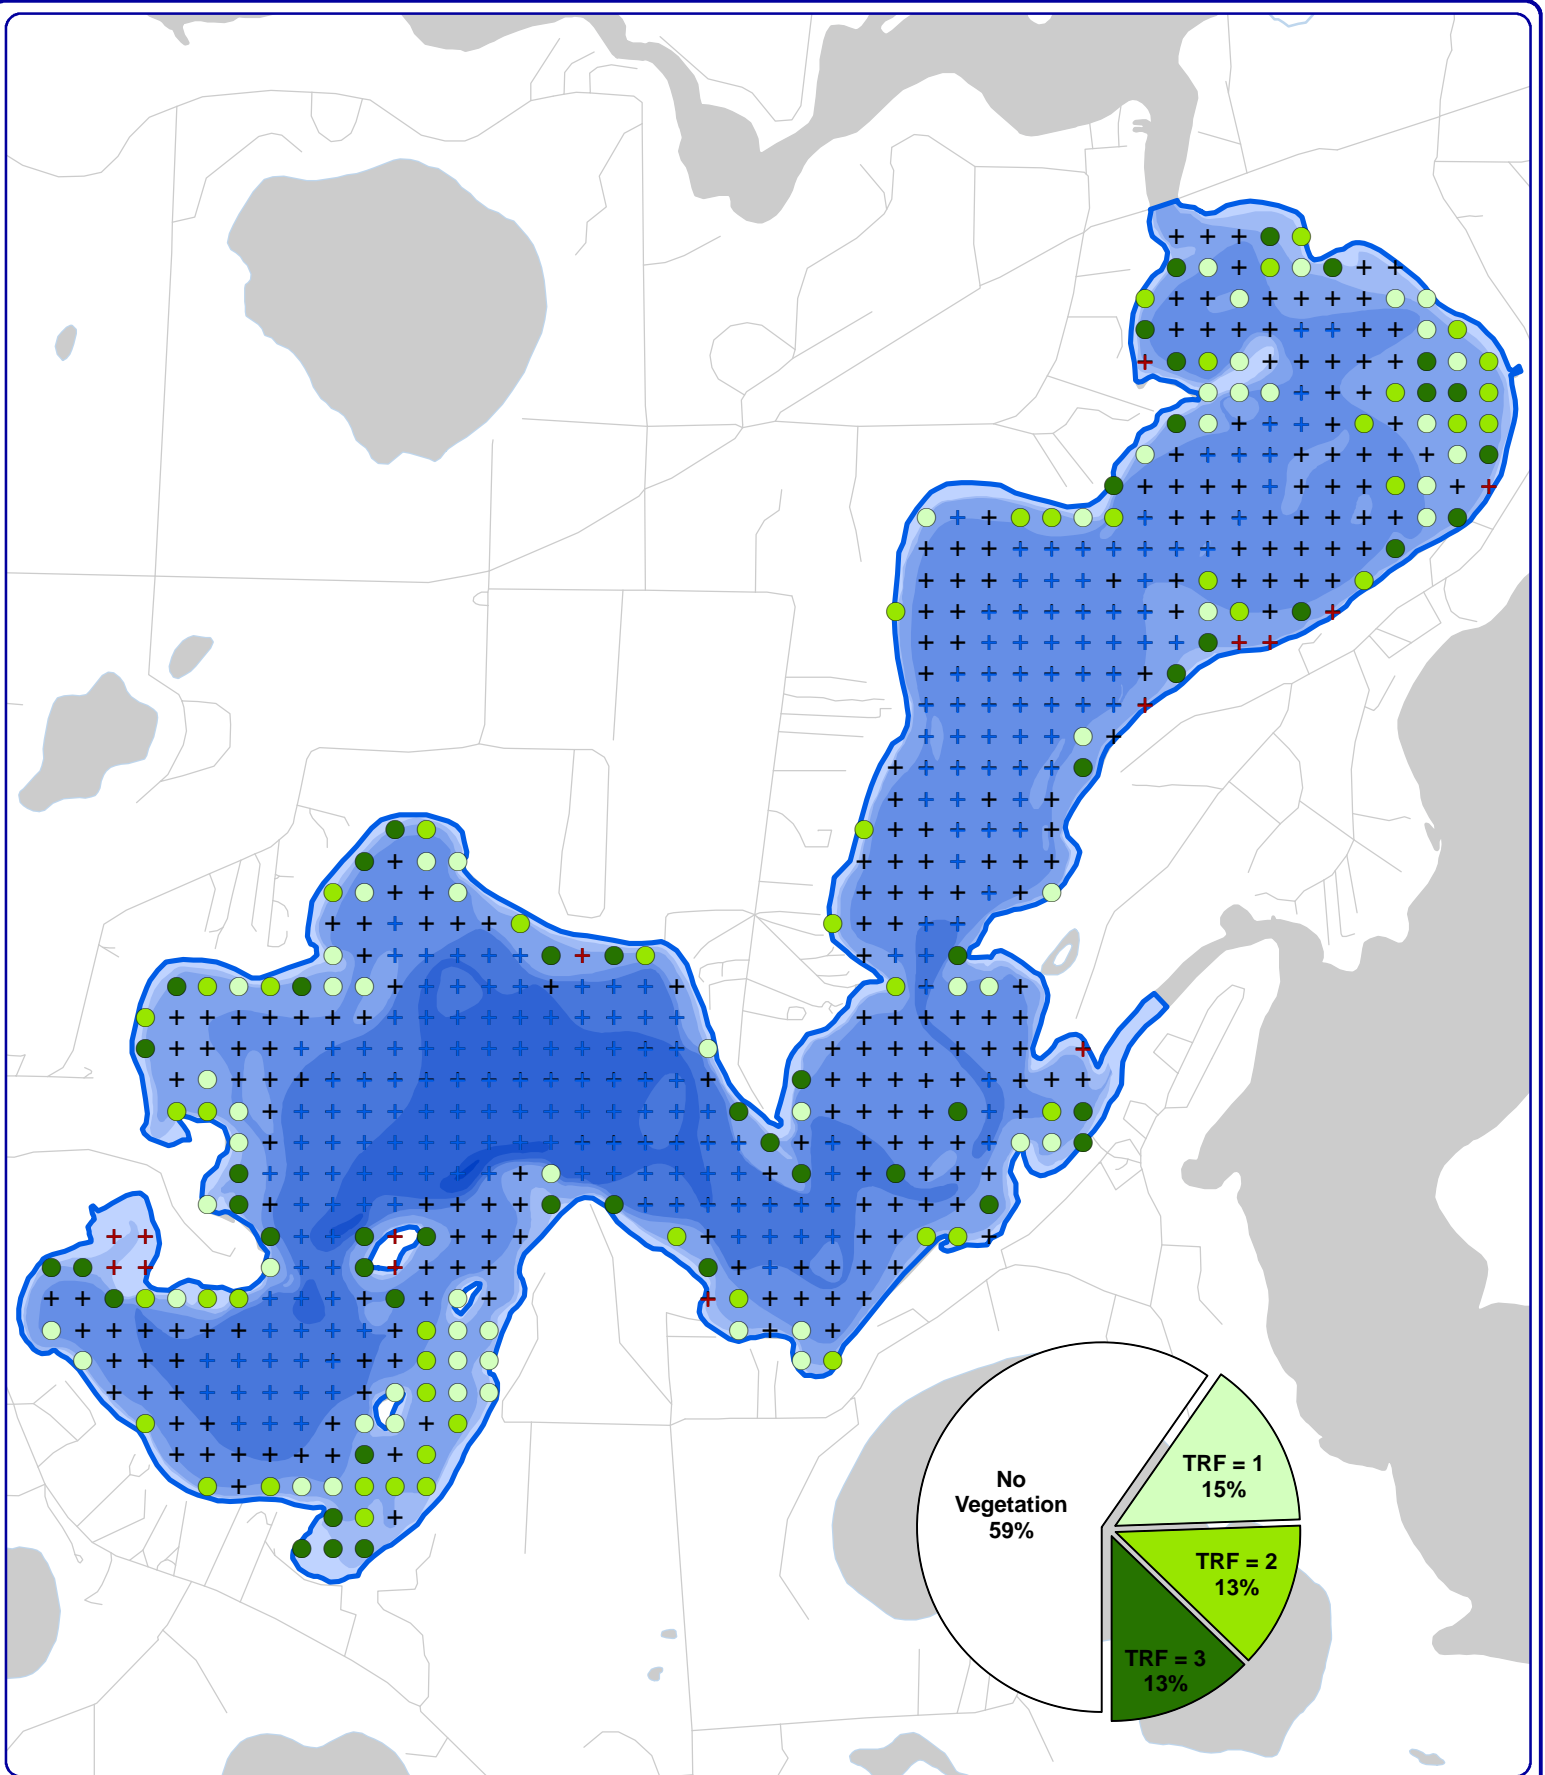 No
Vegetation
59%
TRF = 1
15%
TRF = 2
13%
TRF = 3
13%